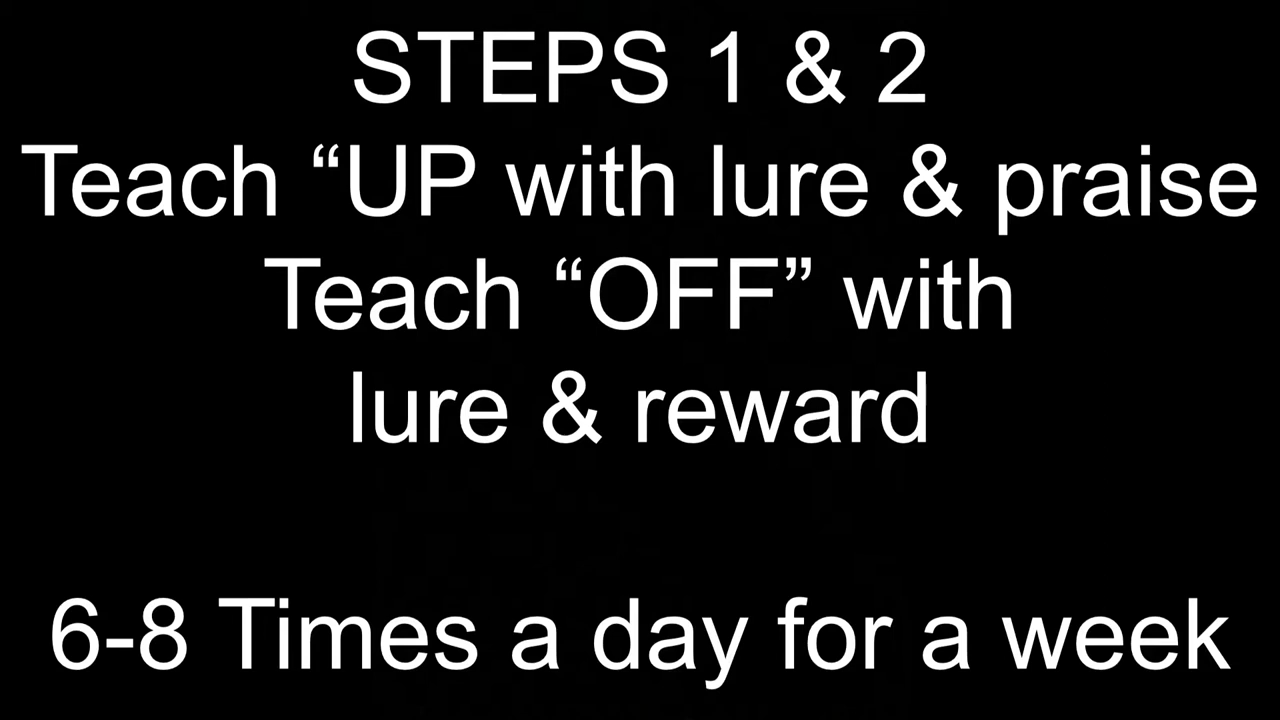 STEPS 1 & 2
Teach “UP with lure & praise
Teach “OFF” with
lure & reward
6-8 Times a day for a week